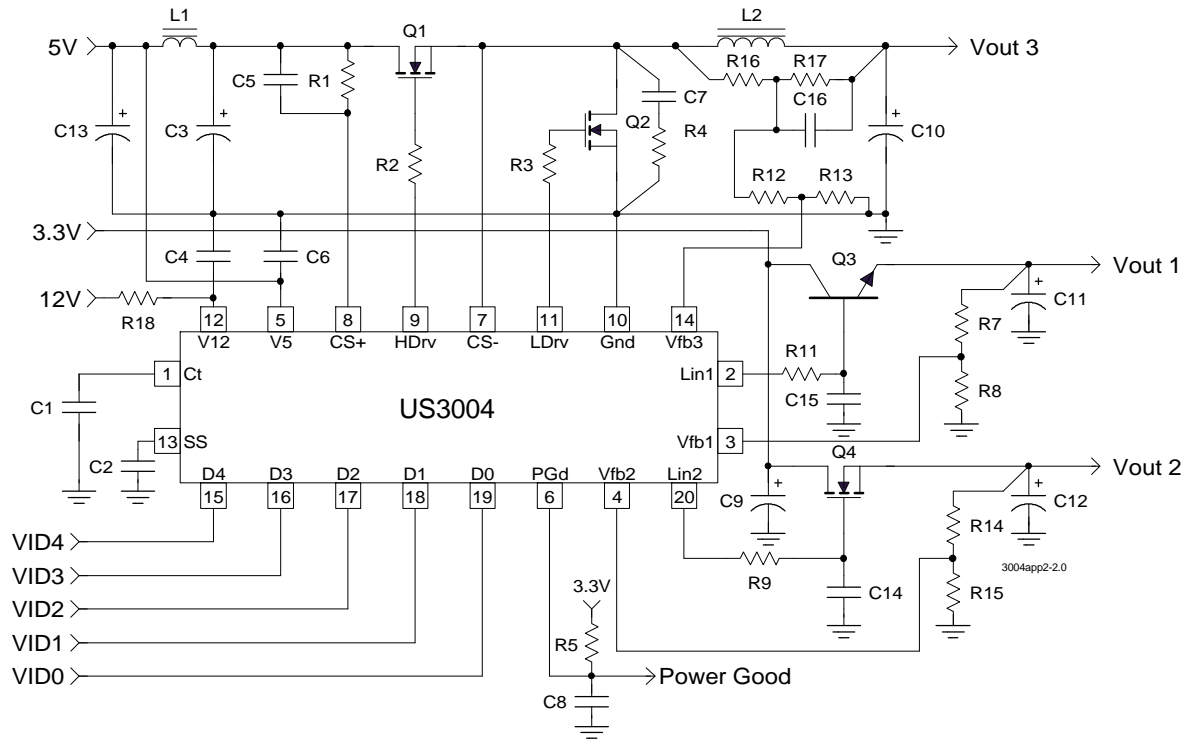 L1
Q1
L2
5V
Vout 3
R16
R17
C5
R1
C7
C16
C13
C3
Q2
R4
C10
R2
R3
R12
R13
3.3V
C4
C6
Q3
Vout 1
12V
R18
C11
R7
12
5
8
9
7
11
10
14
V12
V5
CS+
HDrv
CS-
LDrv
Gnd
Vfb3
1
Ct
Lin1
2
R11
R8
C1
US3004
C15
13
SS
Vfb1
3
C2
Q4
D4
D3
D2
D1
D0
PGd
Vfb2
Lin2
Vout 2
15
16
17
18
19
6
4
20
C9
C12
R14
VID4
3004app2-2.0
VID3
R9
3.3V
C14
R15
VID2
VID1
R5
VID0
Power Good
C8
+
+
+
+
+
+